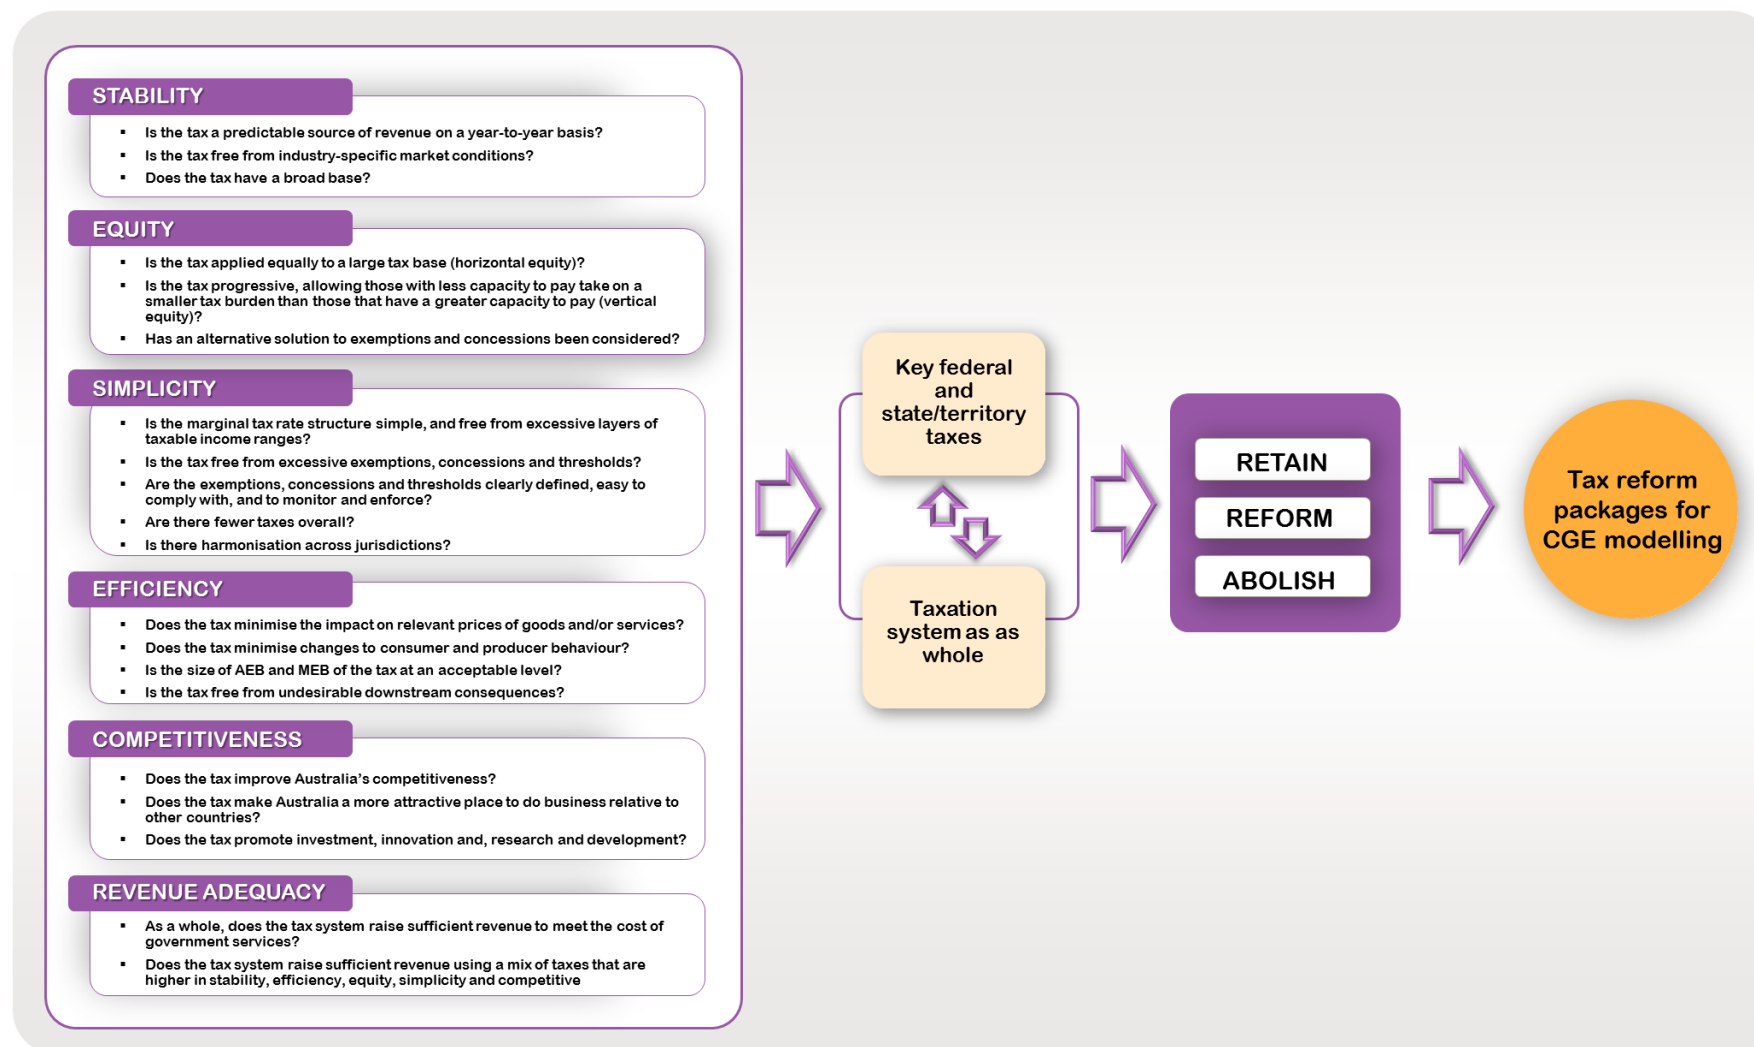 STABILITY
▪ Is the tax a predictable source of revenue on a year-to-year basis?
▪ Is the tax free from industry-specific market conditions?
▪ Does the tax have a broad base?
EQUITY
▪ Is the tax applied equally to a large tax base (horizontal equity)?
▪ Is the tax progressive, allowing those with less capacity to pay take on a
smaller tax burden than those that have a greater capacity to pay (vertical
equity)?
▪ Has an alternative solution to exemptions and concessions been considered?
SIMPLICITY
▪ Is the marginal tax rate structure simple, and free from excessive layers of
taxable income ranges?
▪ Is the tax free from excessive exemptions, concessions and thresholds?
▪ Are the exemptions, concessions and thresholds clearly defined, easy to
comply with, and to monitor and enforce?
▪ Are there fewer taxes overall?
▪ Is there harmonisation across jurisdictions?
EFFICIENCY
▪ Does the tax minimise the impact on relevant prices of goods and/or services?
▪ Does the tax minimise changes to consumer and producer behaviour?
▪ Is the size of AEB and MEB of the tax at an acceptable level?
▪ Is the tax free from undesirable downstream consequences?
COMPETITIVENESS
▪ Does the tax improve Australia's competitiveness?
▪ Does the tax make Australia a more attractive place to do business relative to
other countries?
▪ Does the tax promote investment, innovation and, research and development?
REVENUE ADEQUACY
▪ As a whole, does the tax system raise sufficient revenue to meet the cost of
government services?
▪ Does the tax system raise sufficient revenue using a mix of taxes that are
higher in stability, efficiency, equity, simplicity and competitive
Key federal
and
state/territory
taxes
Taxation
system as as
whole
RETAIN
REFORM
ABOLISH
Tax reform
packages for
CGE modelling